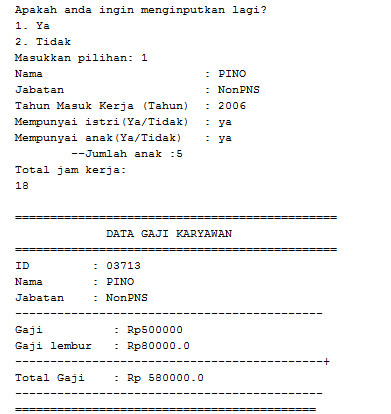 Apakah anda ingin menginputkan lagi?
1. Ya
2. Tidak
Masukkan pilihan: 1
Nama : PINO
Jabatan : NonPNS
Tahun Masuk Kerja (Tahun) : 2006
Mempunyai istri(Ya/Tidak) : ya
Mempunyai anak(Ya/Tidak) : ya
--Jumlah anak :5
Total jam kerja:
18
==============================================
DATA GAJI KARYAWAN
==============================================
ID : 03713
Nama : PINO
Jabatan : NonPNS
--------------------------------------------
Gaji : Rp500000
Gaji lembur : Rp80000.0
--------------------------------------------+
Total Gaji : Rp 580000.0
--------------------------------------------
===========================================